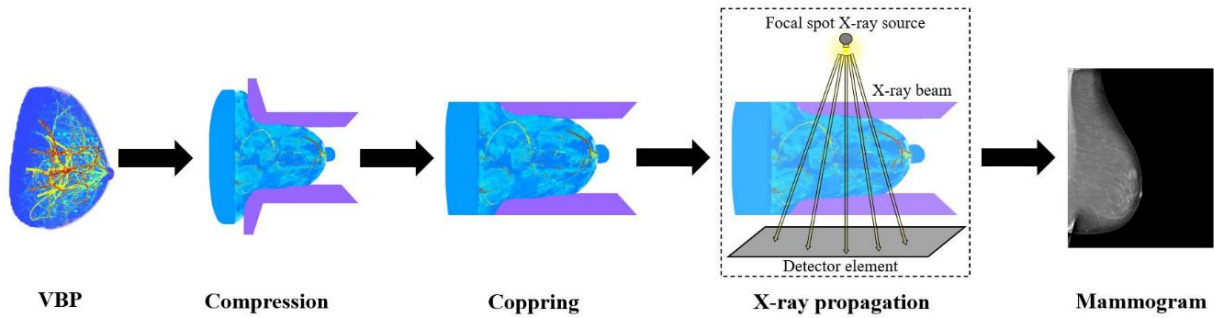 Focal spot X-ray source
X-ray beam
Detector element
VBP
Compression
Coppring
X-ray propagation
Mammogram